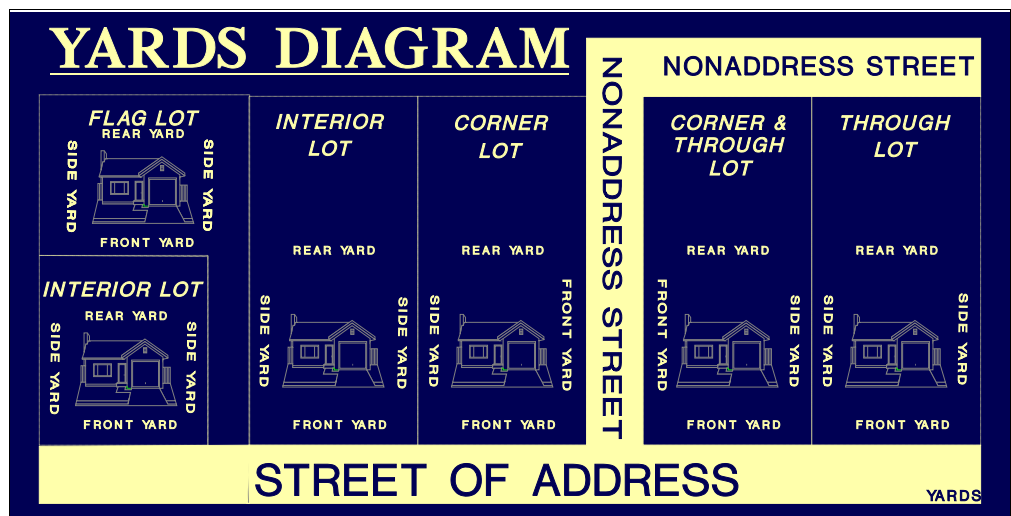 YARDS DIAGRAM
NONADDRESS STREET
NONADDRESS STREET
FLAG LOT
REAR YARD
SIDE YARD
SIDE YARD
FRONT YARD
INTERIOR LOT
REAR YARD
SIDE YARD
SIDE YARD
FRONT YARD
INTERIOR
LOT
REAR YARD
SIDE YARD
SIDE YARD
FRONT YARD
CORNER
LOT
REAR YARD
SIDE YARD
FRONT YARD
FRONT YARD
CORNER &
THROUGH
LOT
REAR YARD
FRONT YARD
SIDE YARD
FRONT YARD
THROUGH
LOT
REAR YARD
SIDE YARD
SIDE YARD
FRONT YARD
STREET OF ADDRESS
YARDS